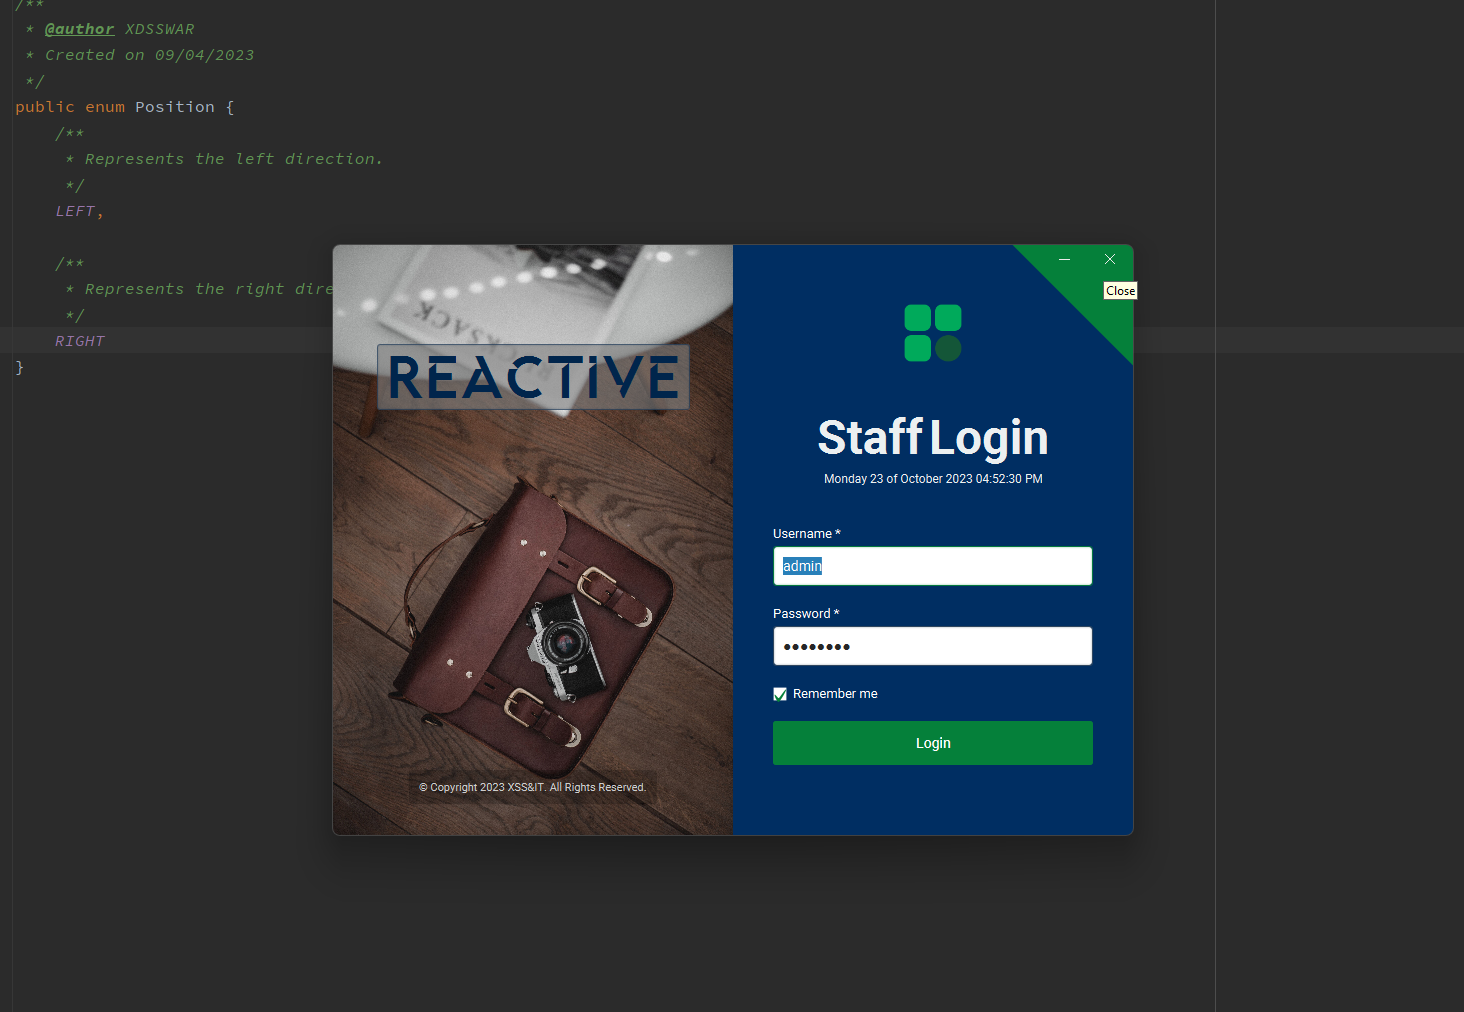 /**
 * @author XDSSWAR
 * Created on 09/04/2023
 */
public enum Position {
    /**
     * Represents the left direction.
     */
    LEFT,
    /**
     * Represents the right dire
     */
    RIGHT
}
REACTIVE
© Copyright 2023 XSS&IT. All Rights Reserved.
Close
Staff Login
Monday 23 of October 2023 04:52:30 PM
Username *
admin
Password *
••••••••
Remember me
Login